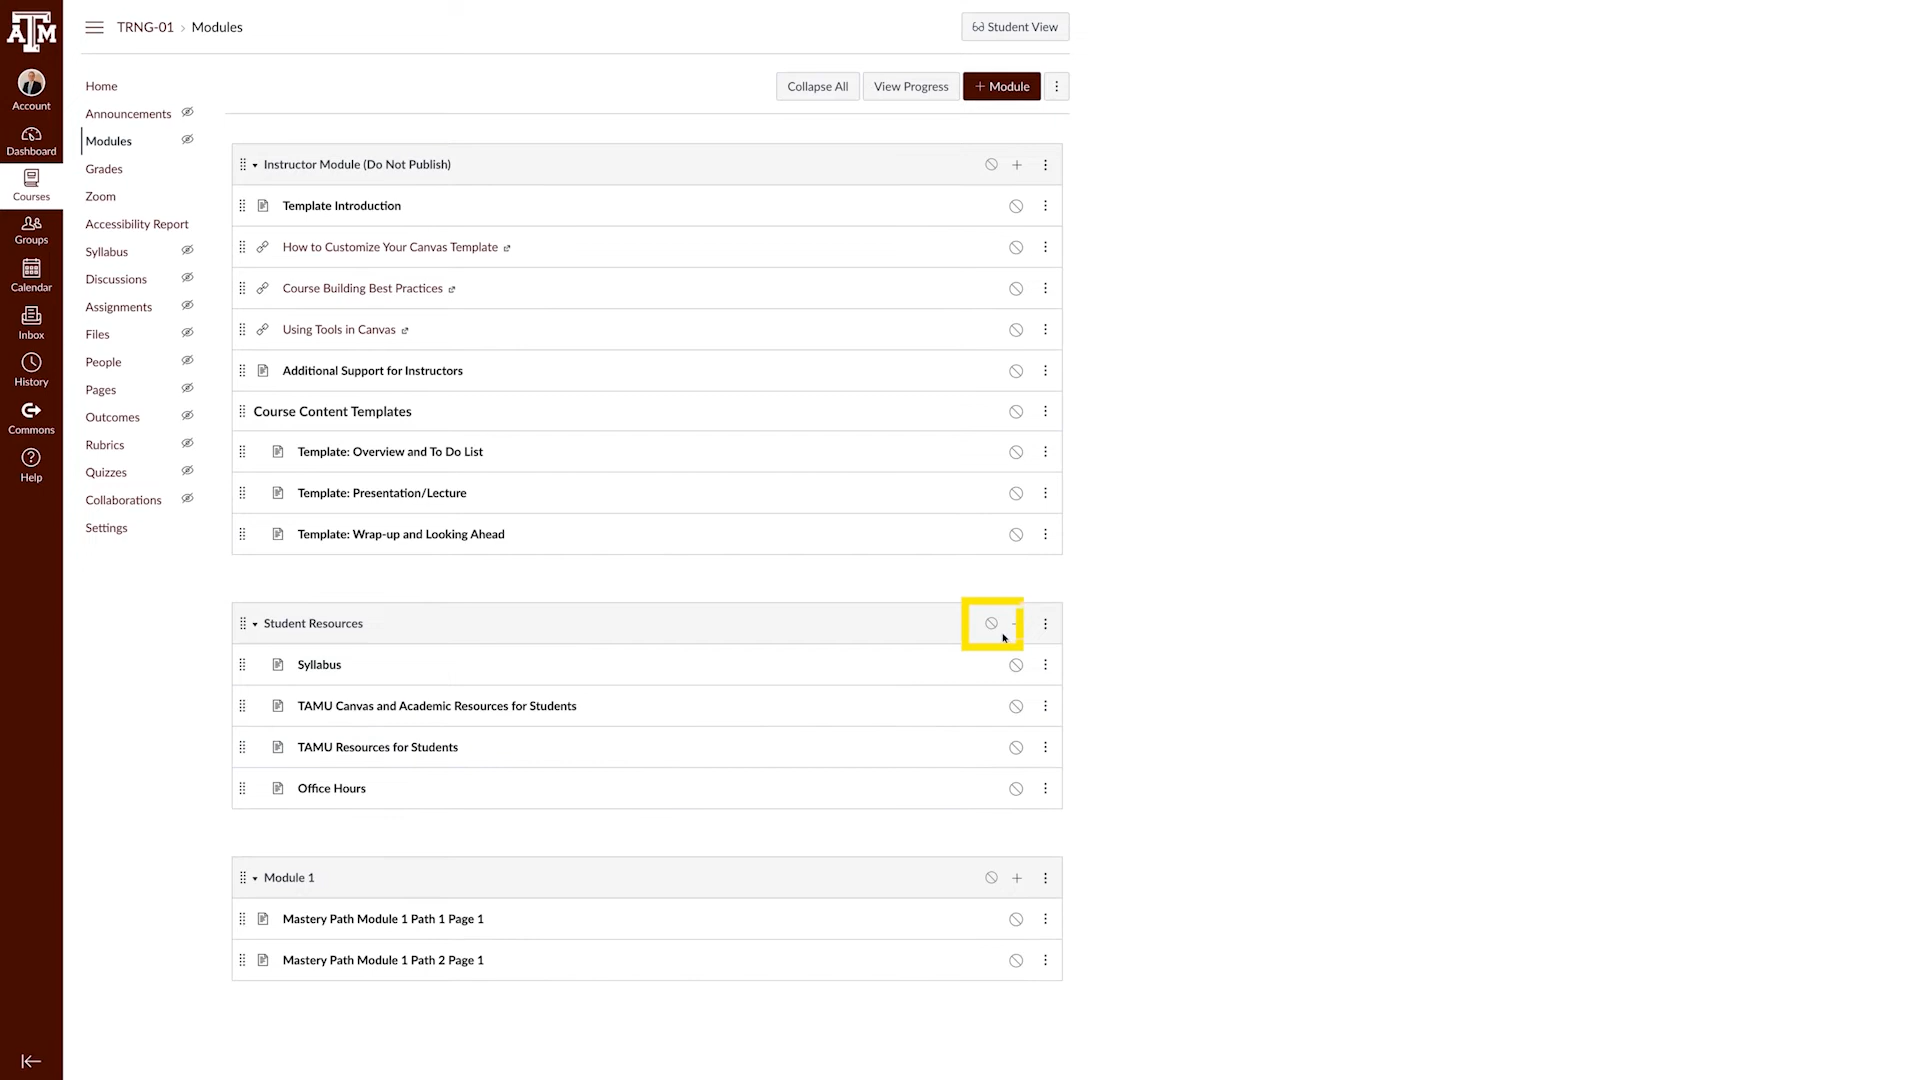 ATM
TRNG-01 › Modules
Student View
Account
Dashboard
Courses
Groups
Calendar
Inbox
History
Commons
Help
Home
Announcements
Modules
Grades
Zoom
Accessibility Report
Syllabus
Discussions
Assignments
Files
People
Pages
Outcomes
Rubrics
Quizzes
Collaborations
Settings
Collapse All
View Progress
+ Module
Instructor Module (Do Not Publish)
Template Introduction
How to Customize Your Canvas Template
Course Building Best Practices
Using Tools in Canvas
Additional Support for Instructors
Course Content Templates
Template: Overview and To Do List
Template: Presentation/Lecture
Template: Wrap-up and Looking Ahead
Student Resources
Syllabus
TAMU Canvas and Academic Resources for Students
TAMU Resources for Students
Office Hours
Module 1
Mastery Path Module 1 Path 1 Page 1
Mastery Path Module 1 Path 2 Page 1